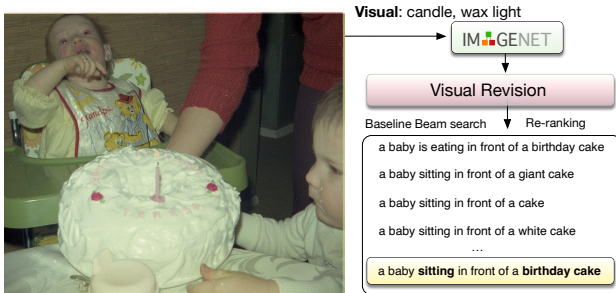 Visual: candle, wax light
IMAGENET
Visual Revision
Baseline Beam search Re-ranking
a baby is eating in front of a birthday cake
a baby sitting in front of a giant cake
a baby sitting in front of a cake
a baby sitting in front of a white cake
...
a baby sitting in front of a birthday cake